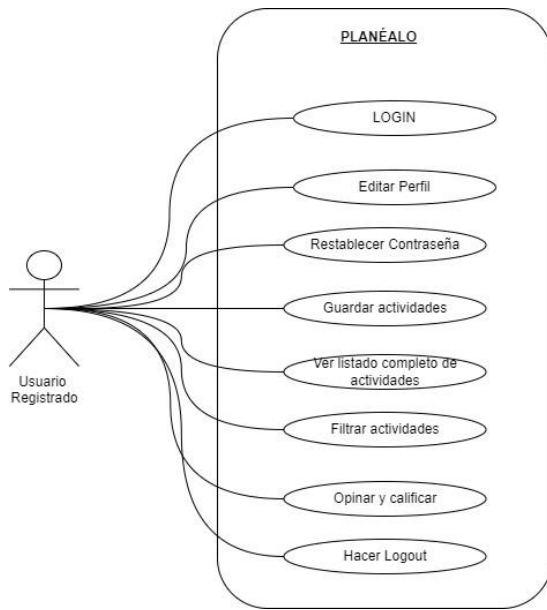 PLANÉALO
LOGIN
Editar Perfil
Restablecer Contraseña
Guardar actividades
Ver listado completo de
actividades
Filtrar actividades
Opinar y calificar
Hacer Logout
Usuario
Registrado